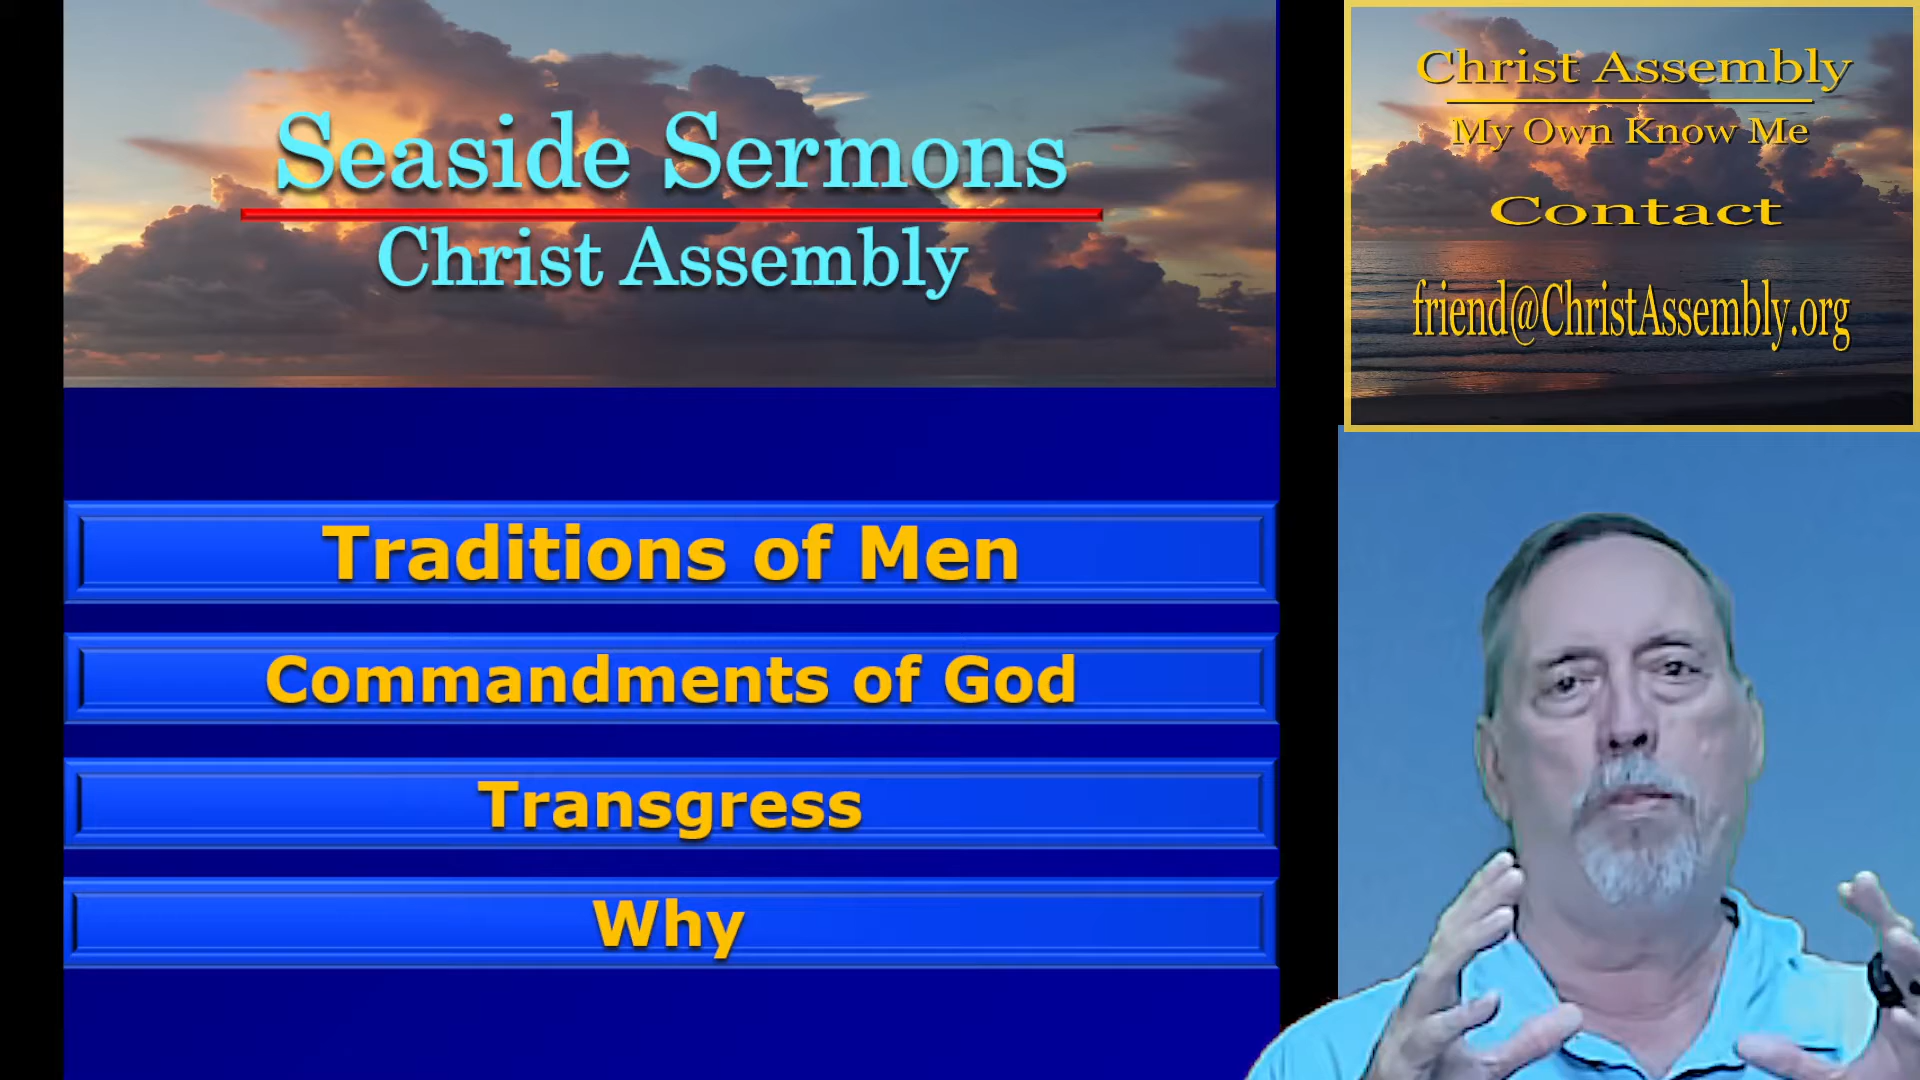 Seaside Sermons
Christ Assembly
Traditions of Men
Commandments of God
Transgress
Why
Christ Assembly
My Own Know Me
Contact
friend@ChristAssembly.org